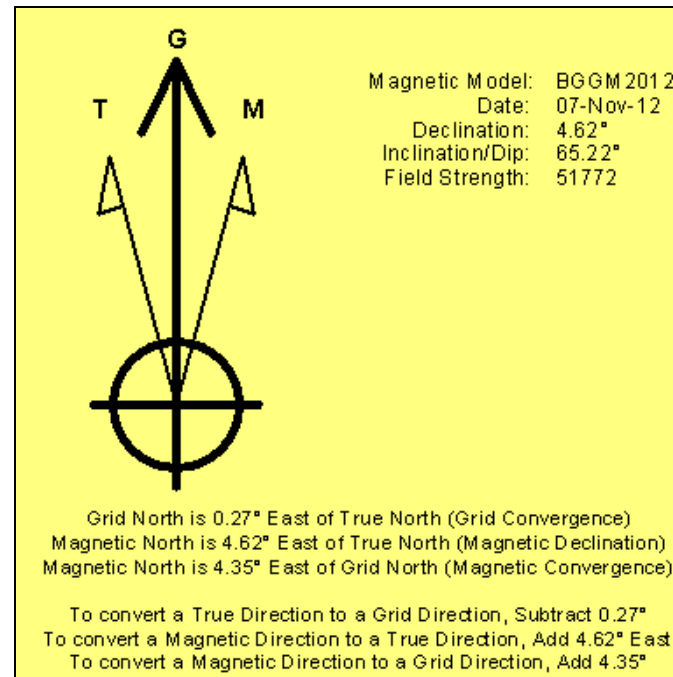 G
T
M
Magnetic Model: BGGM2012
Date: 07-Nov-12
Declination: 4.62°
Inclination/Dip: 65.22°
Field Strength: 51772
Grid North is 0.27° East of True North (Grid Convergence)
Magnetic North is 4.62° East of True North (Magnetic Declination)
Magnetic North is 4.35° East of Grid North (Magnetic Convergence)
To convert a True Direction to a Grid Direction, Subtract 0.27°
To convert a Magnetic Direction to a True Direction, Add 4.62° East
To convert a Magnetic Direction to a Grid Direction, Add 4.35°